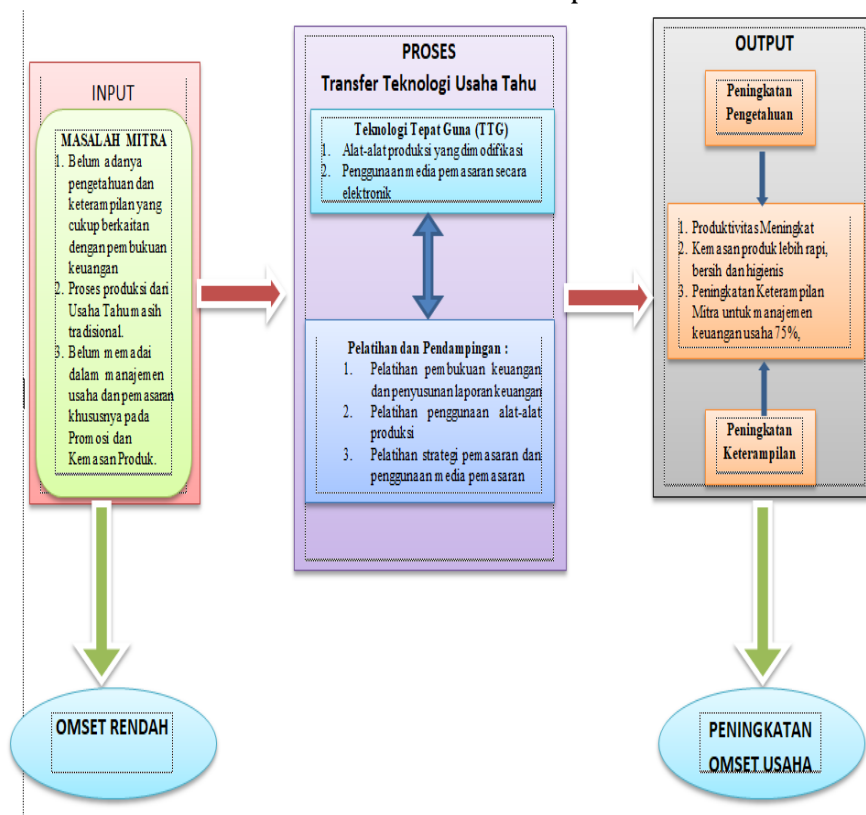 INPUT
MASALAH MITRA
1. Belum adanya
pengetahuan dan
keterampilan yang
cukup berkaitan
dengan pembukuan
keuangan
2. Proses produksi dari
Usaha Tahu masih
tradisional.
3. Belum memadai
dalam manajemen
usaha dan pemasaran
khususnya pada
Promosi dan
Kemasan Produk.
OMSET RENDAH
PROSES
Transfer Teknologi Usaha Tahu
Teknologi Tepat Guna (TTG)
1. Alat-alat produksi yang dimodifikasi
2. Penggunaan media pemasaran secara
elektronik
Pelatihan dan Pendampingan :
1. Pelatihan pembukuan keuangan
dan penyusunan laporan keuangan
2. Pelatihan penggunaan alat-alat
produksi
3. Pelatihan strategi pemasaran dan
penggunaan media pemasaran
OUTPUT
Peningkatan
Pengetahuan
1. Produktivitas Meningkat
2. Kemasan produk lebih rapi,
bersih dan higienis
3. Peningkatan Keterampilan
Mitra untuk manajemen
keuangan usaha 75%,
Peningkatan
Keterampilan
PENINGKATAN
OMSET USAHA